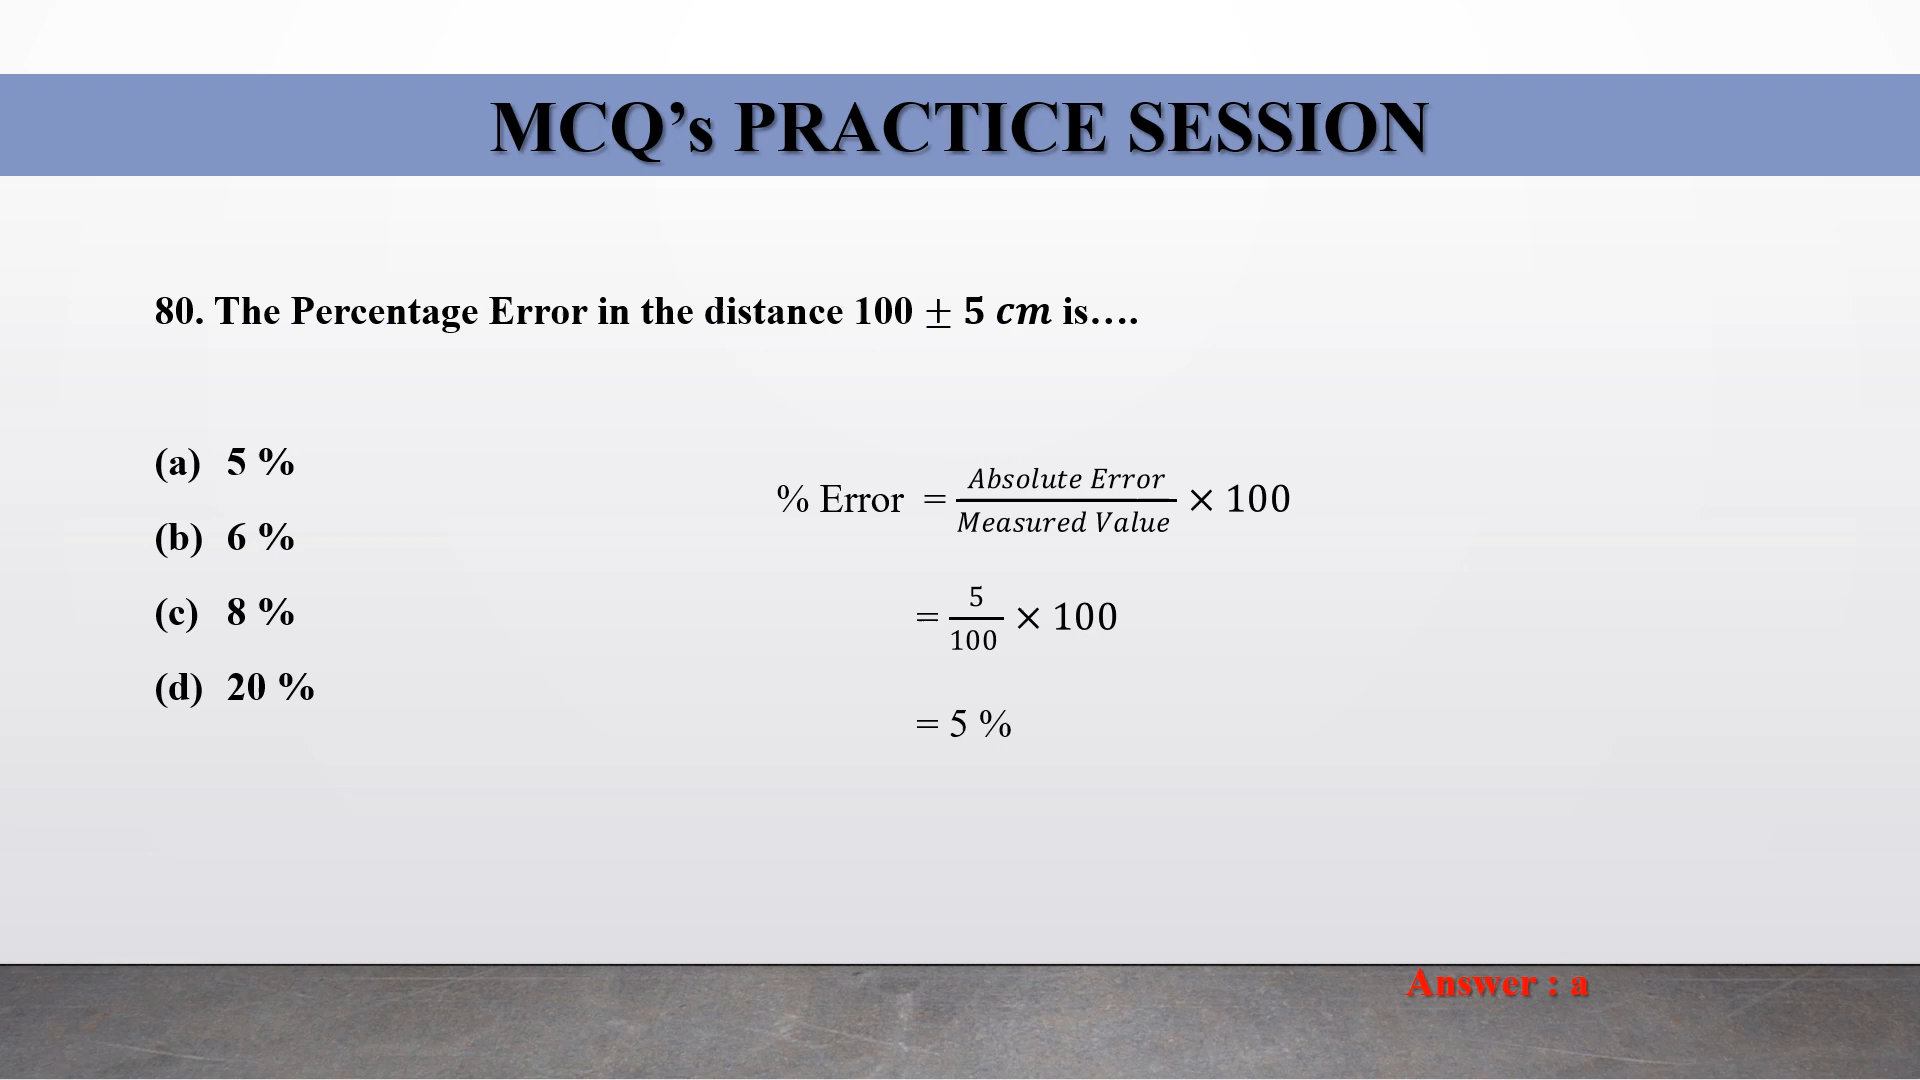 MCQ’s PRACTICE SESSION
80. The Percentage Error in the distance 100 ± 5 cm is….
(a) 5 %
(b) 6 %
(c) 8 %
(d) 20 %
% Error = Absolute Error / Measured Value × 100
= 5/100 × 100
= 5 %
Answer : a